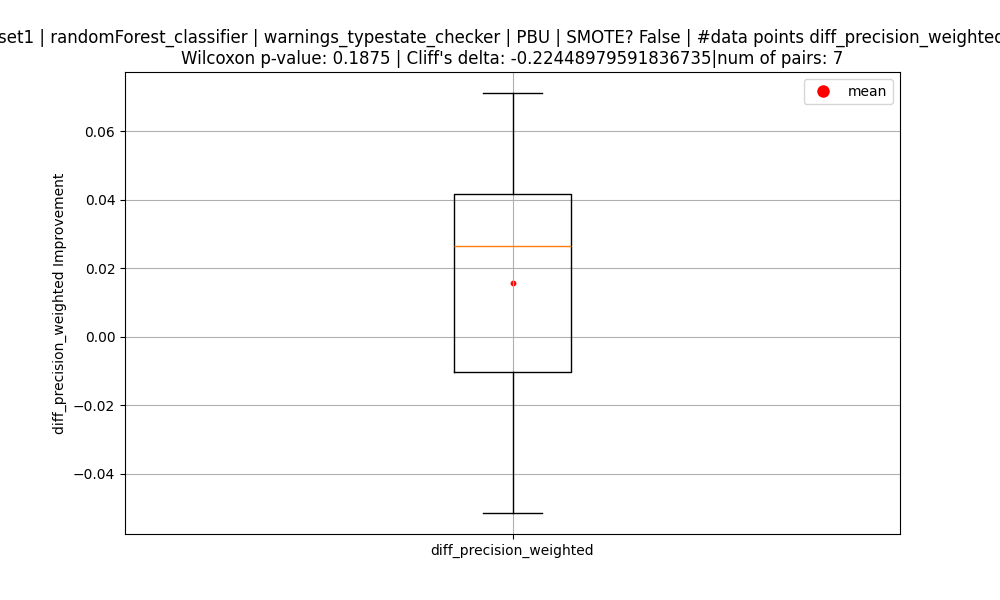 set1 | randomForest_classifier | warnings_typestate_checker | PBU | SMOTE? False | #data points diff_precision_weighted
Wilcoxon p-value: 0.1875 | Cliff's delta: -0.22448979591836735|num of pairs: 7
mean
0.06
0.04
0.02
0.00
−0.02
−0.04
diff_precision_weighted Improvement
diff_precision_weighted